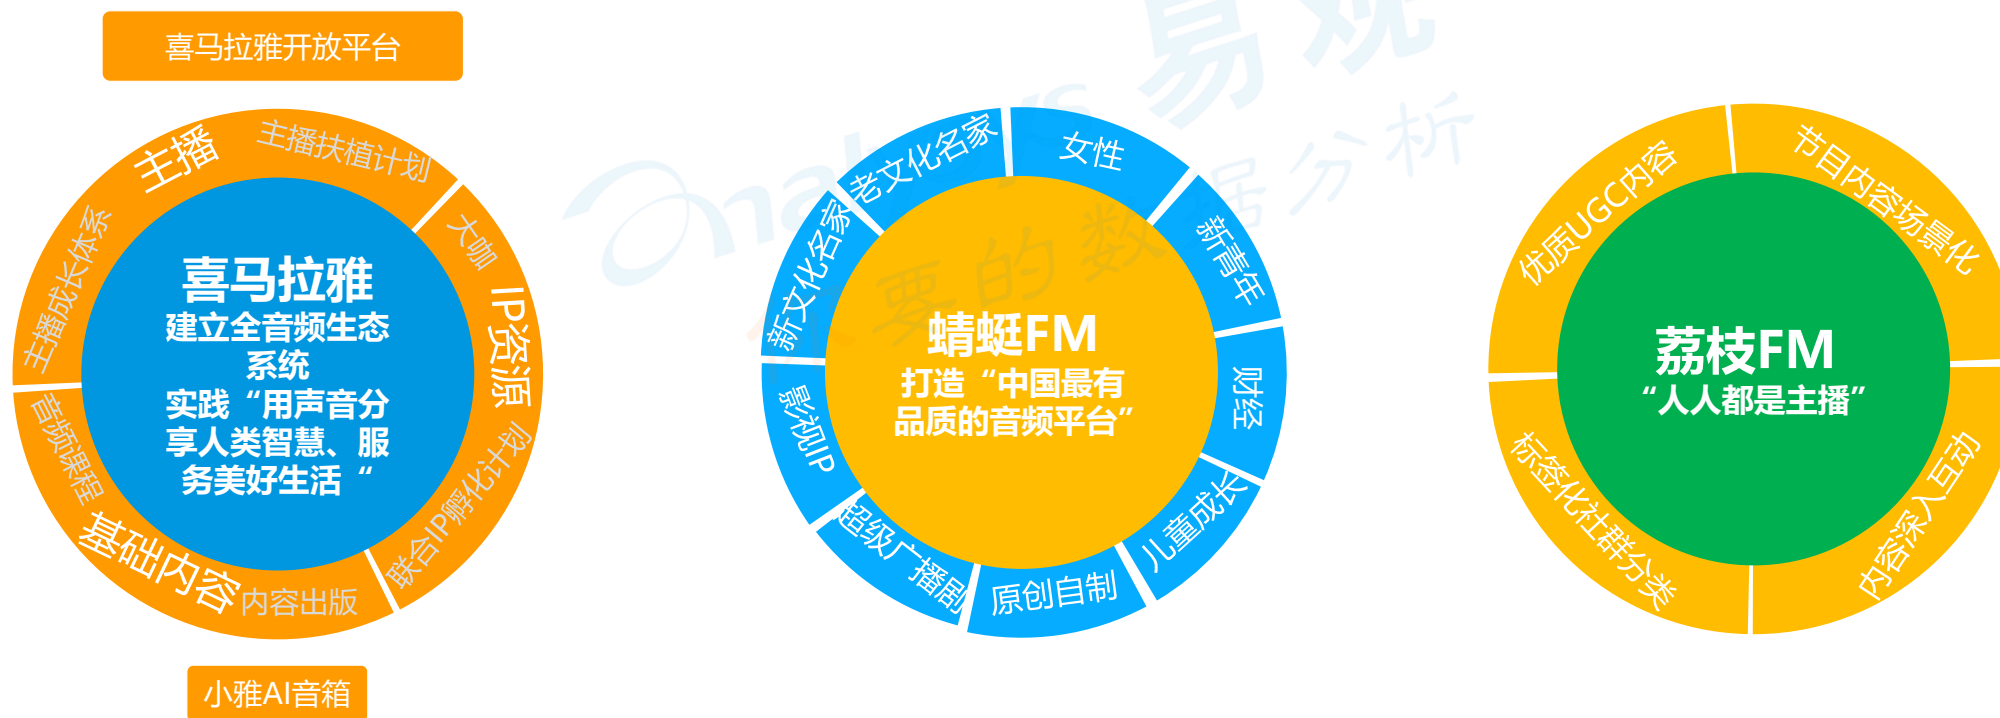 喜马拉雅开放平台
主播
主播扶植计划
主播成长体系
大咖
IP资源
联合IP孵化计划
音频课程
基础内容
内容出版
喜马拉雅
建立全音频生态
系统
实践“用声音分
享人类智慧、服
务美好生活“
小雅AI音箱
易观
要的数据分析
老文化名家
女性
新青年
财经
儿童成长
原创自制
超级广播剧
影视IP
新文化名家
蜻蜓FM
打造“中国最有
品质的音频平台”
优质UGC内容
节目内容场景化
内容深入互动
标签化社群分类
荔枝FM
“人人都是主播”